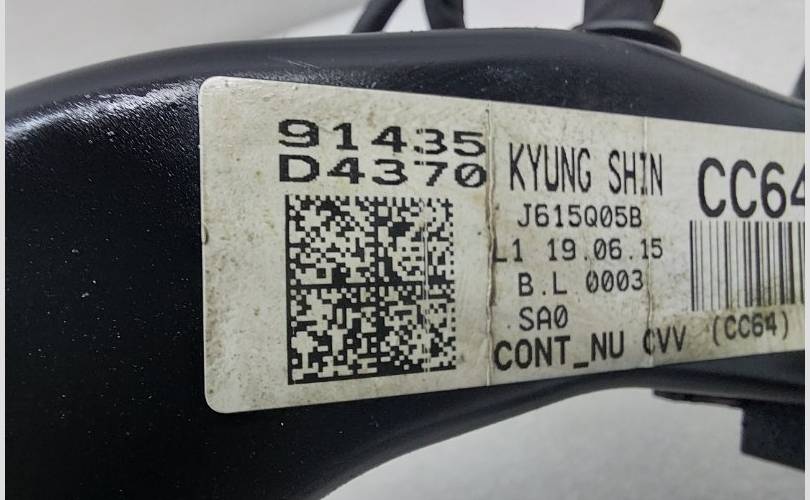 91435
D4370
KYUNG SHIN
J615Q05B
L1 19.06.15
B.L 0003
SA0
CONT_NU CVV (CC64)
CC64